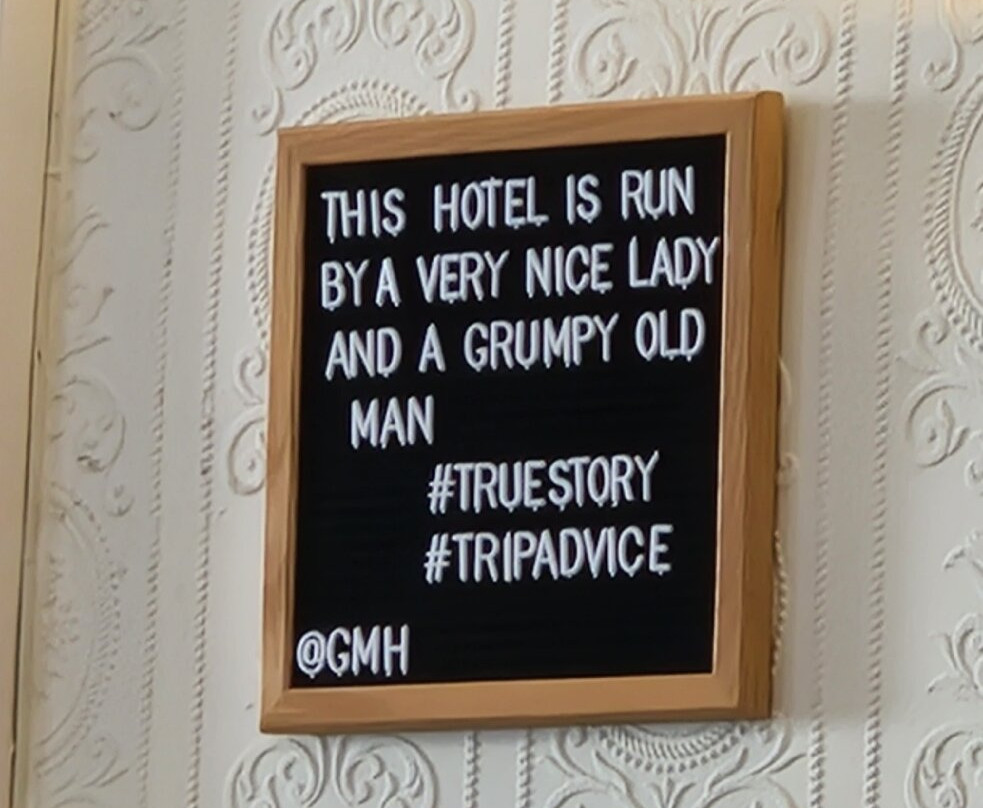 THIS HOTEL IS RUN
BY A VERY NICE LADY
AND A GRUMPY OLD
MAN
#TRUESTORY
#TRIPADVICE
@GMH